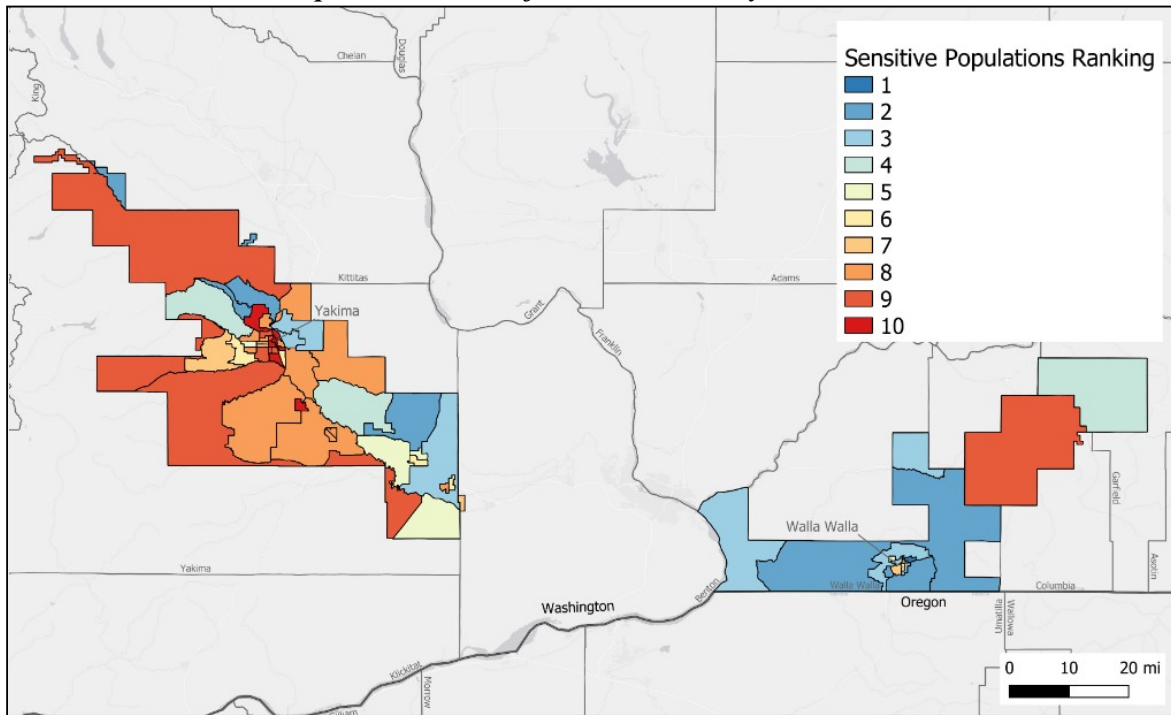 Chelan
Douglas
King
Sensitive Populations Ranking
1
2
3
4
5
6
7
8
9
10
Kittitas
Adams
Grant
Yakima
Franklin
Garfield
Walla Walla
Asotin
Yakima
Benton
Walla Walla
Columbia
Washington
Oregon
Umatilla
Wallowa
Klickitat
Morrow
0 10 20 mi